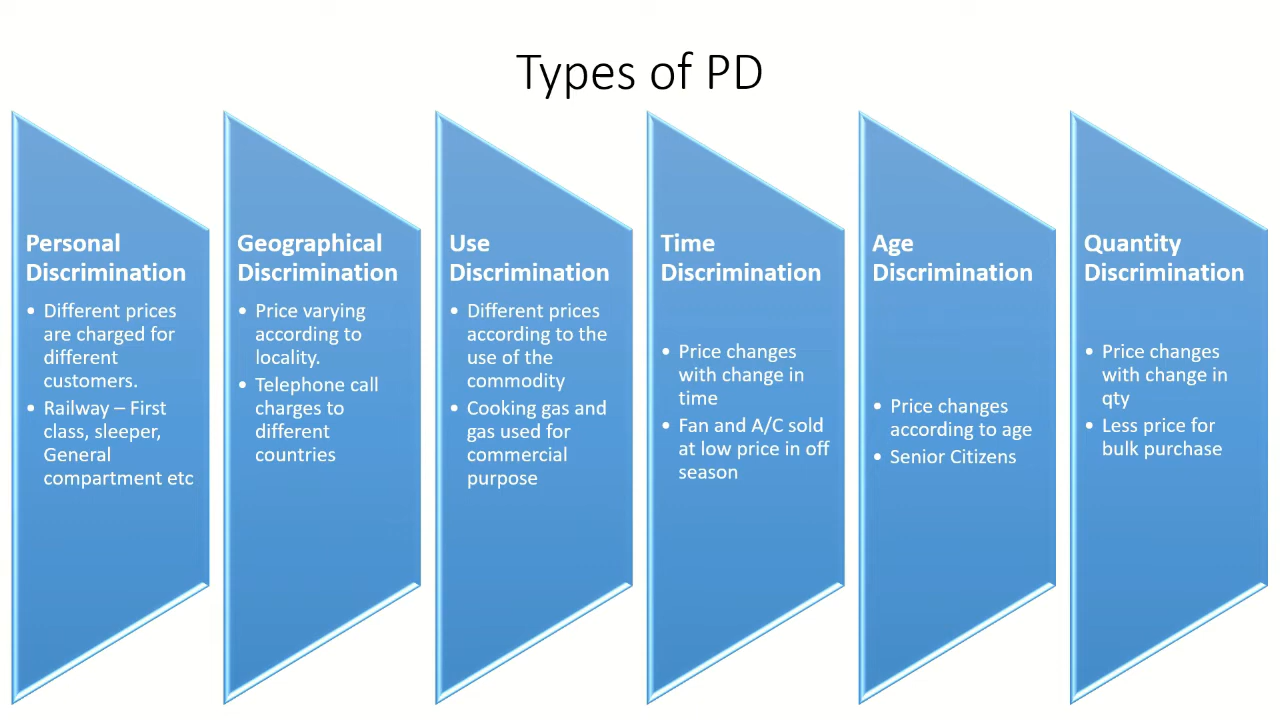 Types of PD
Personal
Discrimination
• Different prices
are charged for
different
customers.
• Railway – First
class, sleeper,
General
compartment etc
Geographical
Discrimination
• Price varying
according to
locality.
• Telephone call
charges to
different
countries
Use
Discrimination
• Different prices
according to the
use of the
commodity
• Cooking gas and
gas used for
commercial
purpose
Time
Discrimination
• Price changes
with change in
time
• Fan and A/C sold
at low price in off
season
Age
Discrimination
• Price changes
according to age
• Senior Citizens
Quantity
Discrimination
• Price changes
with change in
qty
• Less price for
bulk purchase